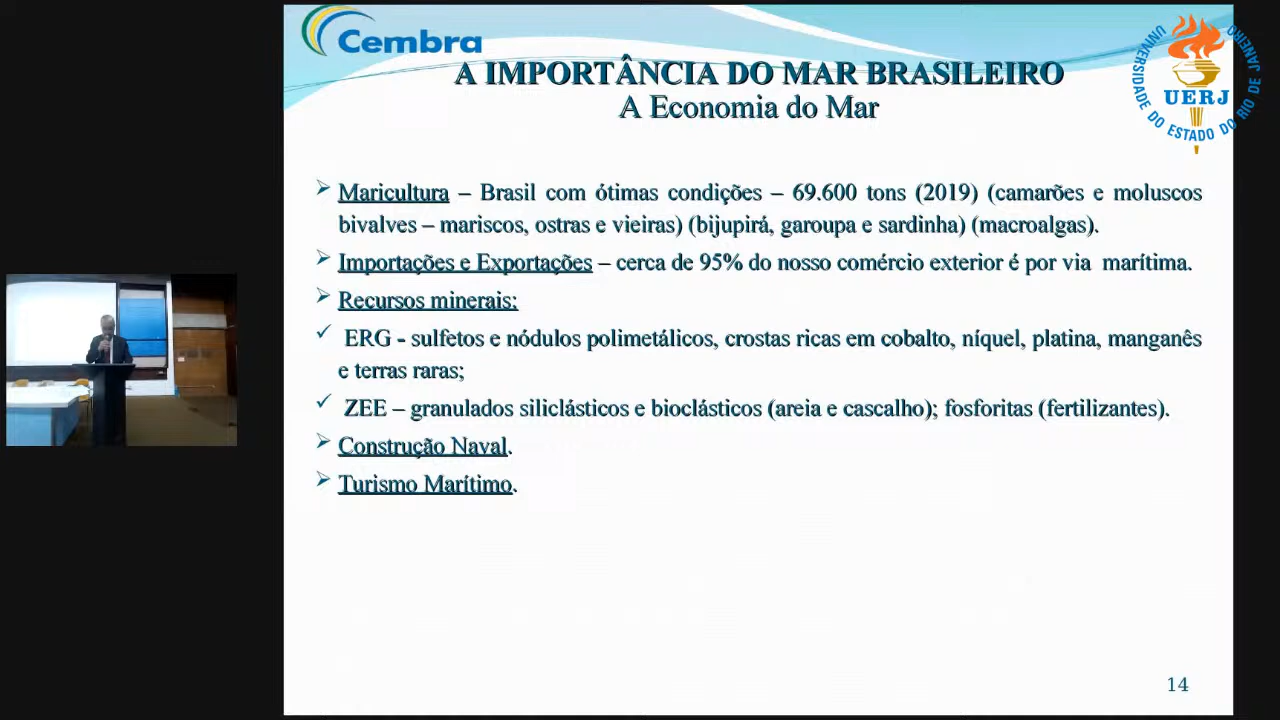 Cembra
A IMPORTÂNCIA DO MAR BRASILEIRO
A Economia do Mar
UNIVERSIDADE DO ESTADO DO RIO DE JANEIRO
UERJ
➢ Maricultura – Brasil com ótimas condições – 69.600 tons (2019) (camarões e moluscos
bivalves – mariscos, ostras e vieiras) (bijupirá, garoupa e sardinha) (macroalgas).
➢ Importações e Exportações – cerca de 95% do nosso comércio exterior é por via marítima.
➢ Recursos minerais:
✓ ERG - sulfetos e nódulos polimetálicos, crostas ricas em cobalto, níquel, platina, manganês
e terras raras;
✓ ZEE – granulados siliclásticos e bioclásticos (areia e cascalho); fosforitas (fertilizantes).
➢ Construção Naval.
➢ Turismo Marítimo.
14